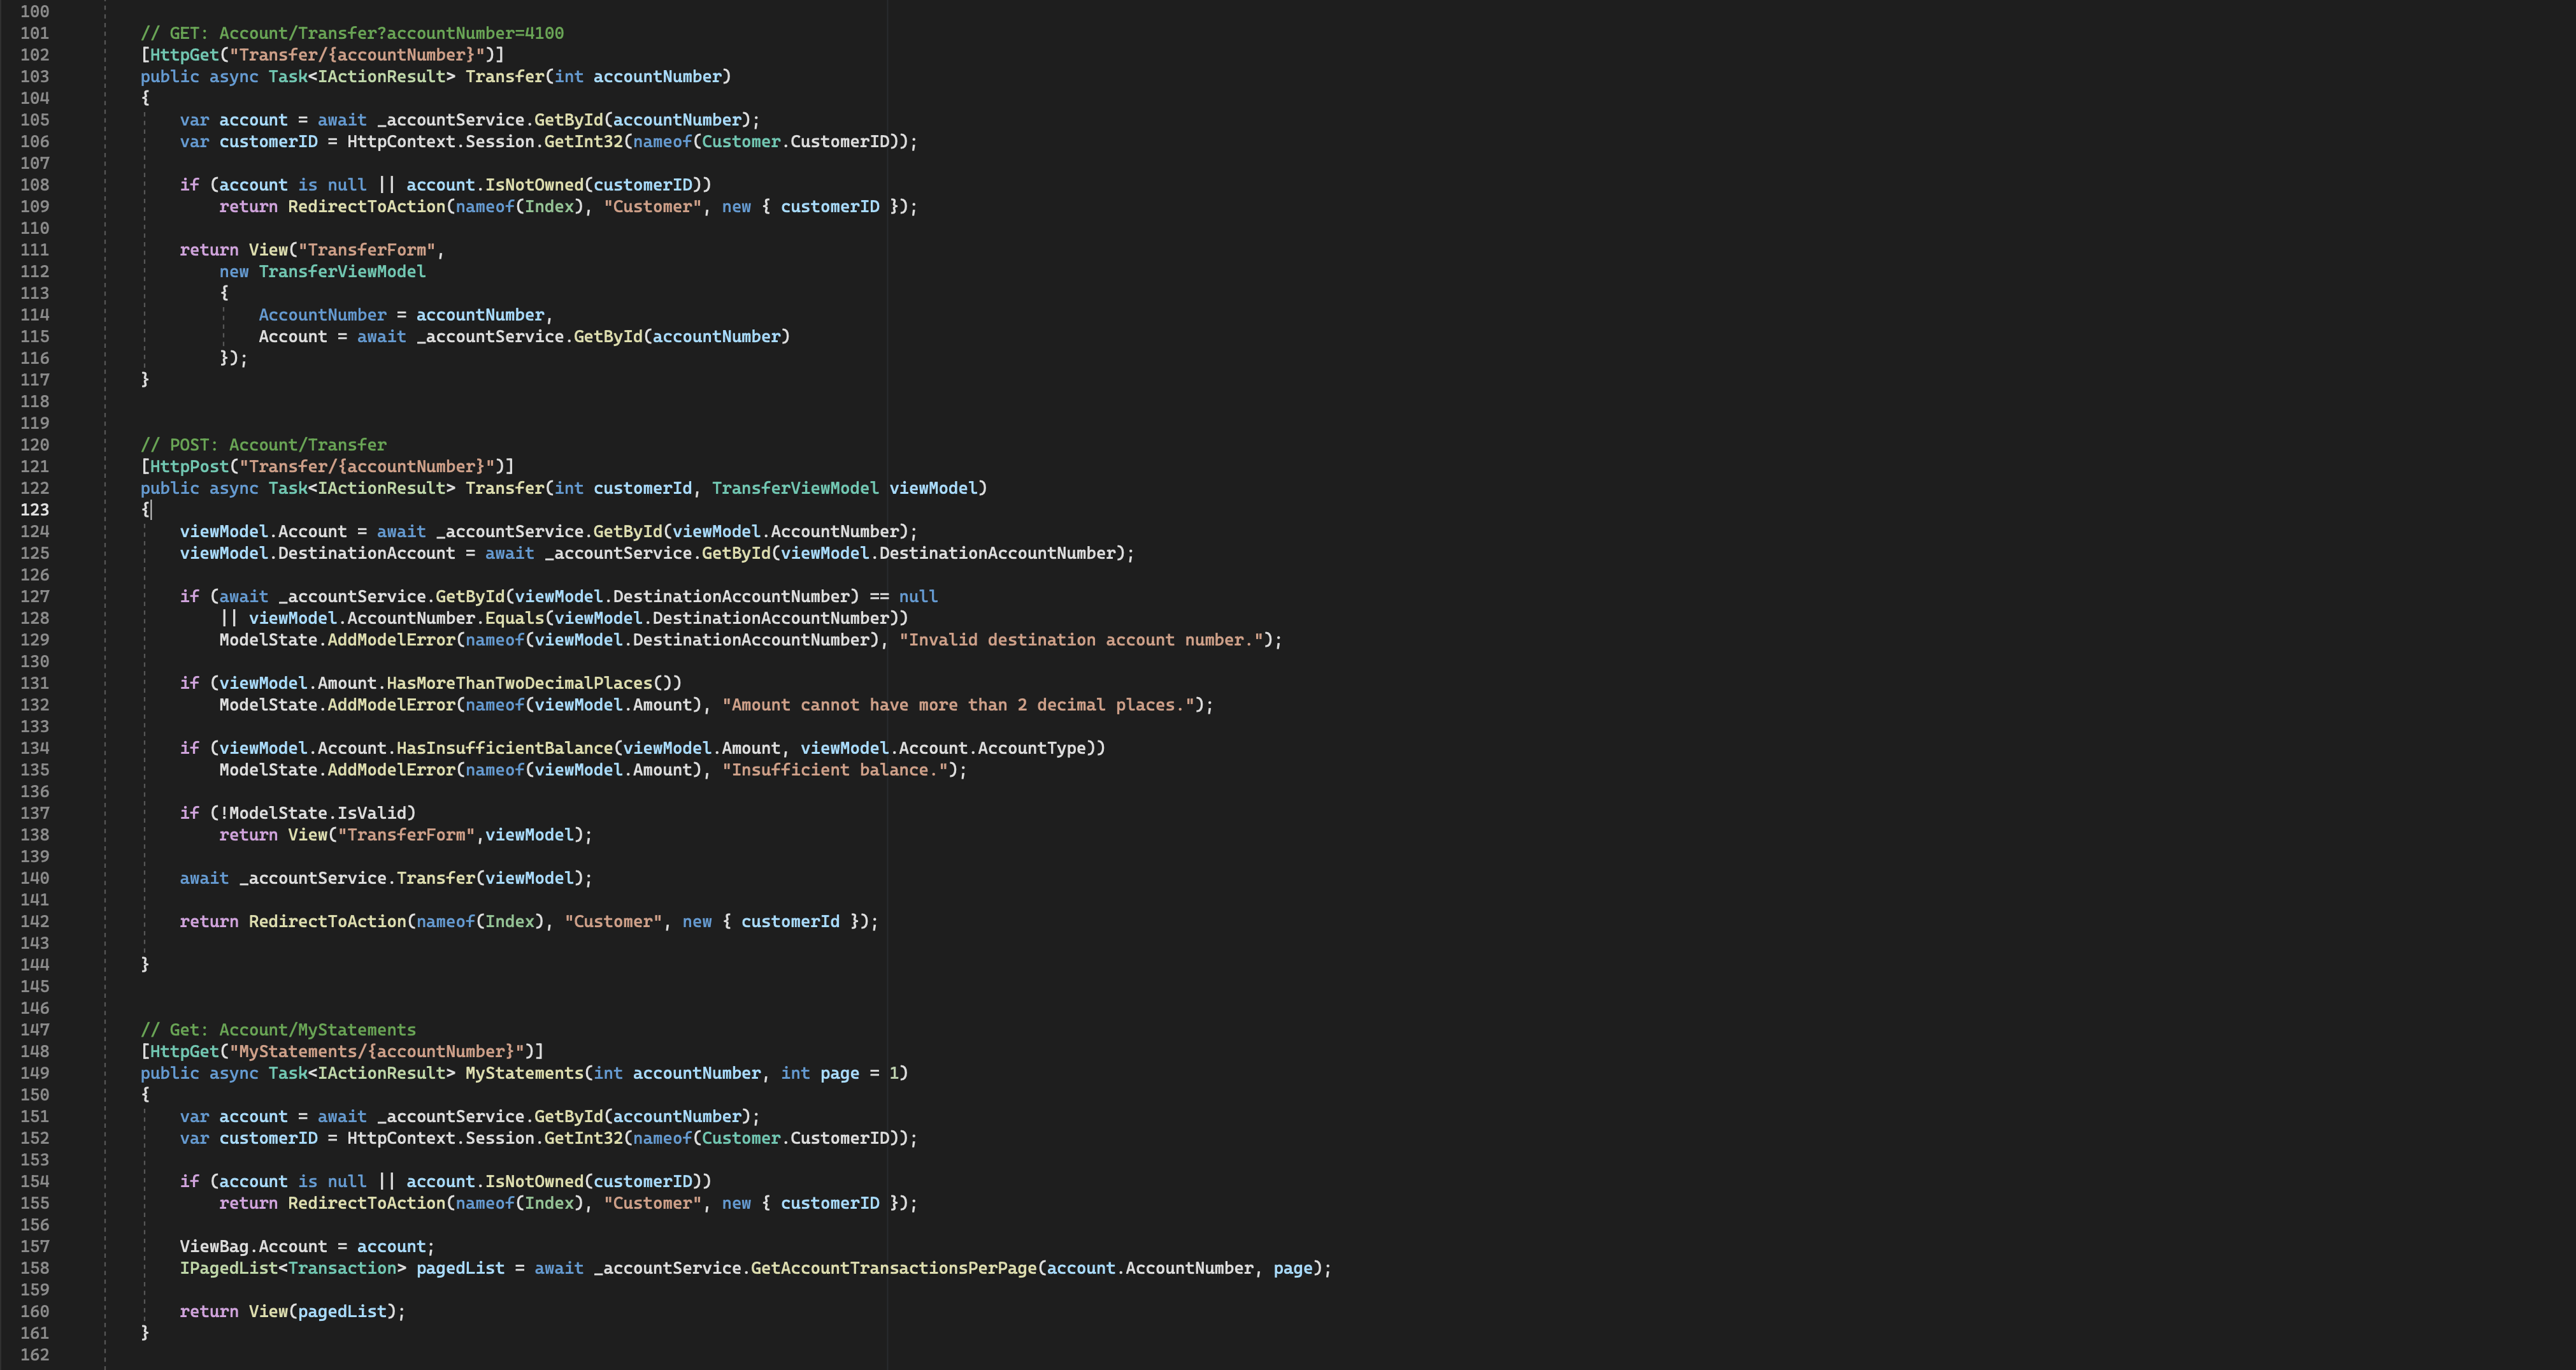 100
101 // GET: Account/Transfer?accountNumber=4100
102 [HttpGet("Transfer/{accountNumber}")]
103 public async Task<IActionResult> Transfer(int accountNumber)
104 {
105 var account = await _accountService.GetById(accountNumber);
106 var customerID = HttpContext.Session.GetInt32(nameof(Customer.CustomerID));
107
108 if (account is null || account.IsNotOwned(customerID))
109 return RedirectToAction(nameof(Index), "Customer", new { customerID });
110
111 return View("TransferForm",
112 new TransferViewModel
113 {
114 AccountNumber = accountNumber,
115 Account = await _accountService.GetById(accountNumber)
116 });
117 }
118
119
120 // POST: Account/Transfer
121 [HttpPost("Transfer/{accountNumber}")]
122 public async Task<IActionResult> Transfer(int customerId, TransferViewModel viewModel)
123 {
124 viewModel.Account = await _accountService.GetById(viewModel.AccountNumber);
125 viewModel.DestinationAccount = await _accountService.GetById(viewModel.DestinationAccountNumber);
126
127 if (await _accountService.GetById(viewModel.DestinationAccountNumber) == null
128 || viewModel.AccountNumber.Equals(viewModel.DestinationAccountNumber))
129 ModelState.AddModelError(nameof(viewModel.DestinationAccountNumber), "Invalid destination account number.");
130
131 if (viewModel.Amount.HasMoreThanTwoDecimalPlaces())
132 ModelState.AddModelError(nameof(viewModel.Amount), "Amount cannot have more than 2 decimal places.");
133
134 if (viewModel.Account.HasInsufficientBalance(viewModel.Amount, viewModel.Account.AccountType))
135 ModelState.AddModelError(nameof(viewModel.Amount), "Insufficient balance.");
136
137 if (!ModelState.IsValid)
138 return View("TransferForm",viewModel);
139
140 await _accountService.Transfer(viewModel);
141
142 return RedirectToAction(nameof(Index), "Customer", new { customerId });
143
144 }
145
146
147 // Get: Account/MyStatements
148 [HttpGet("MyStatements/{accountNumber}")]
149 public async Task<IActionResult> MyStatements(int accountNumber, int page = 1)
150 {
151 var account = await _accountService.GetById(accountNumber);
152 var customerID = HttpContext.Session.GetInt32(nameof(Customer.CustomerID));
153
154 if (account is null || account.IsNotOwned(customerID))
155 return RedirectToAction(nameof(Index), "Customer", new { customerID });
156
157 ViewBag.Account = account;
158 IPagedList<Transaction> pagedList = await _accountService.GetAccountTransactionsPerPage(account.AccountNumber, page);
159
160 return View(pagedList);
161 }
162